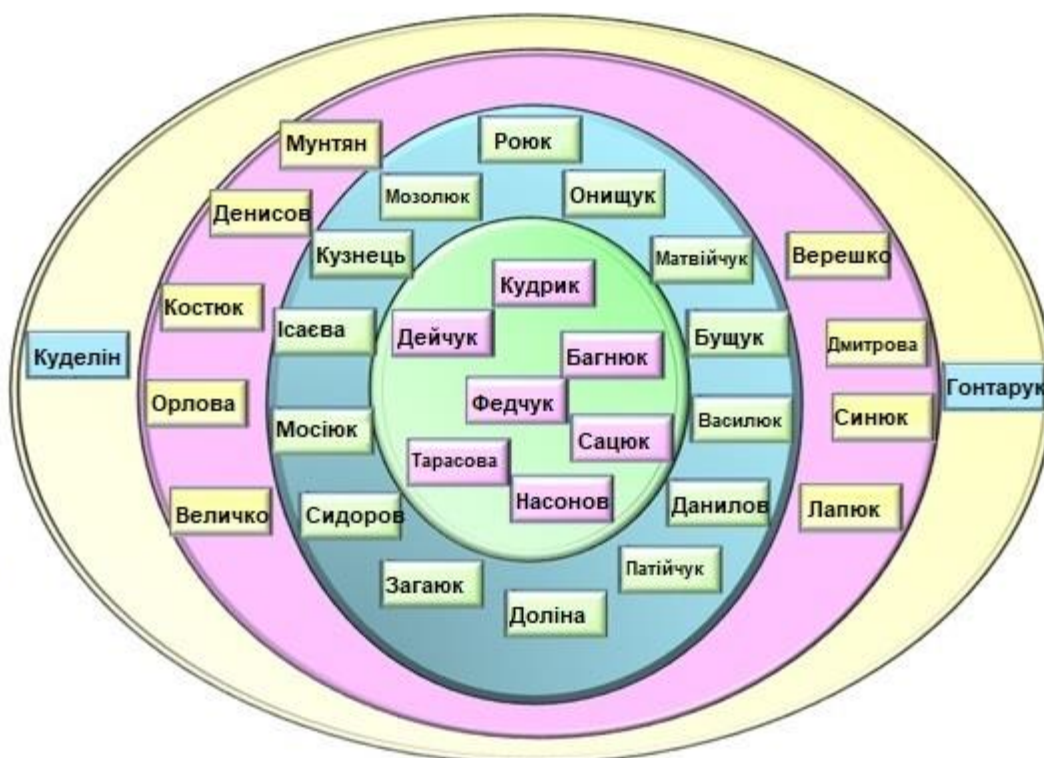 Мунтян
Роюк
Мозолюк
Онищук
Денисов
Кузнець
Матвійчук
Верешко
Кудрик
Костюк
Ісаєва
Дейчук
Бущук
Дмитрова
Куделін
Багнюк
Гонтарук
Орлова
Федчук
Мосіюк
Василюк
Синюк
Сацюк
Тарасова
Насонов
Величко
Сидоров
Данилов
Лапюк
Загаюк
Патійчук
Доліна